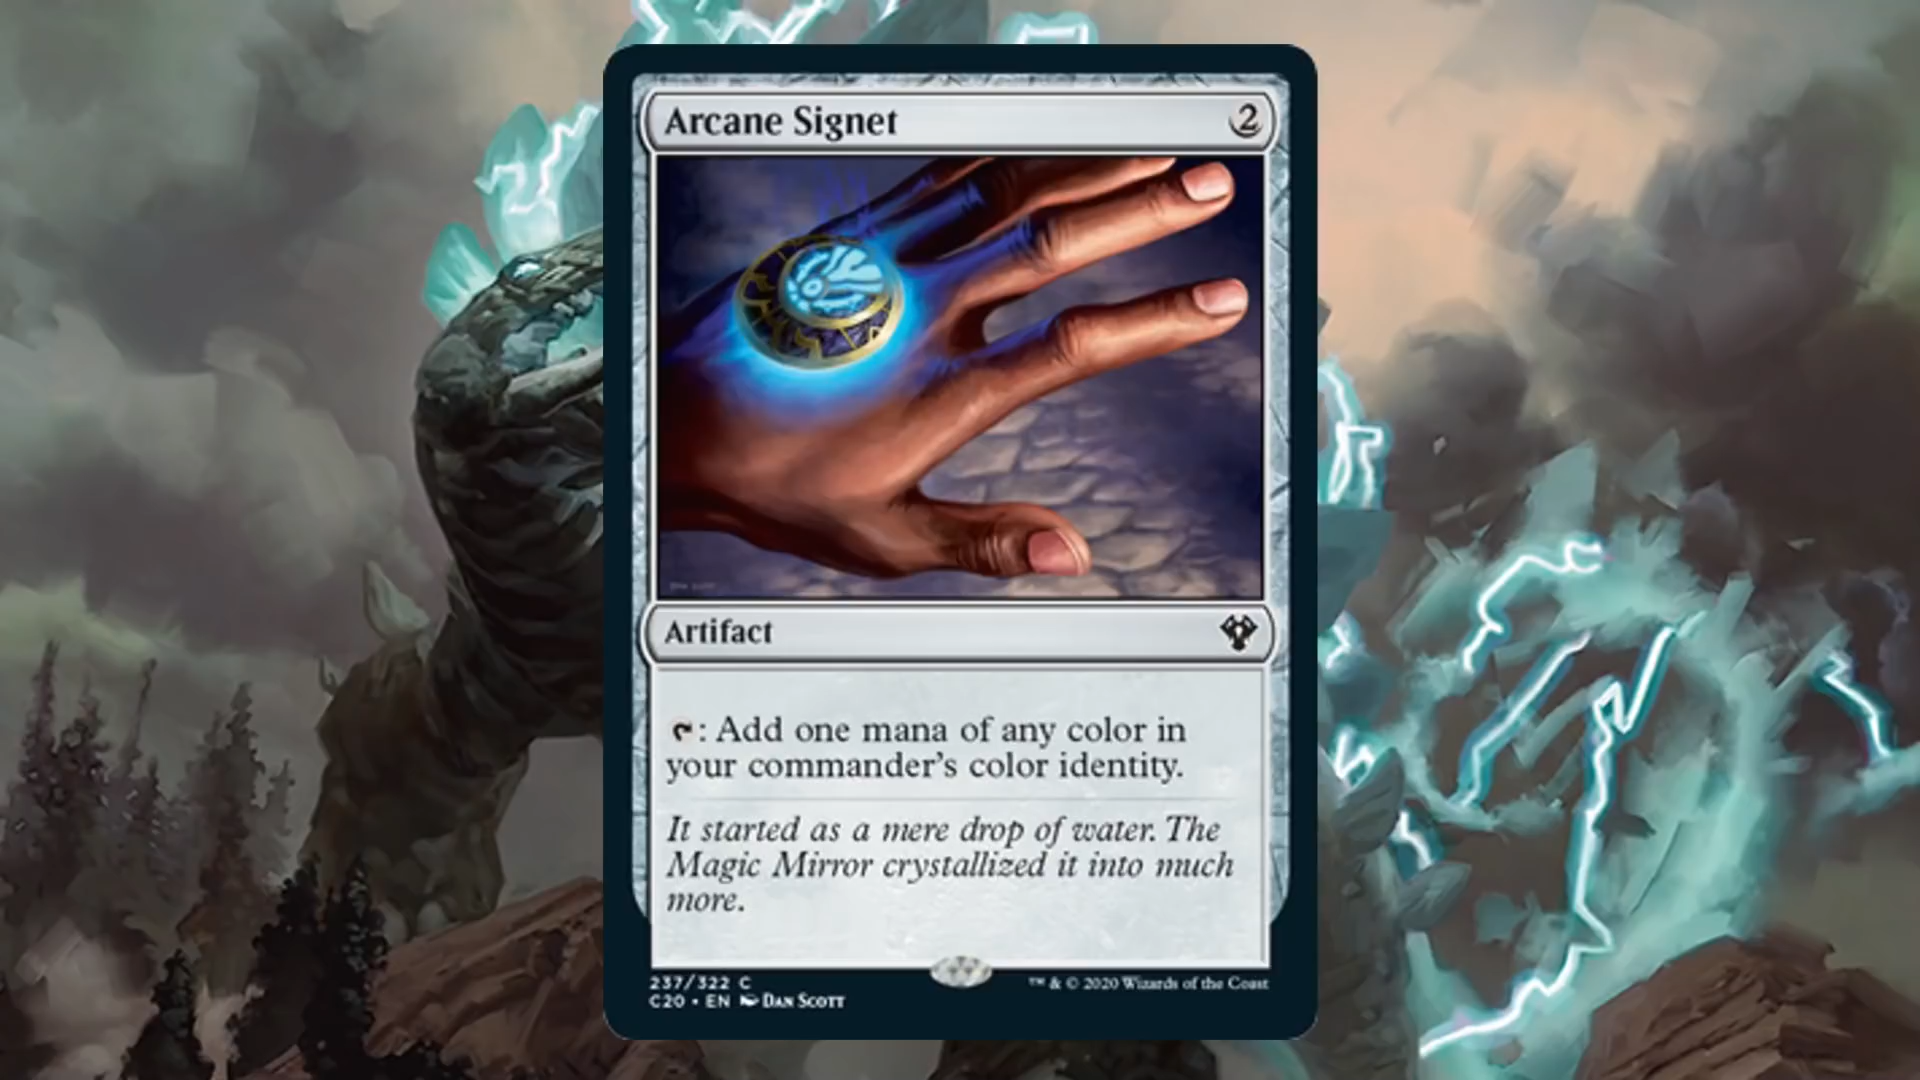 Arcane Signet 2
Artifact
: Add one mana of any color in
your commander's color identity.
It started as a mere drop of water. The
Magic Mirror crystallized it into much
more.
237/322 C
™ & © 2020 Wizards of the Coast
C20 • EN Dan Scott